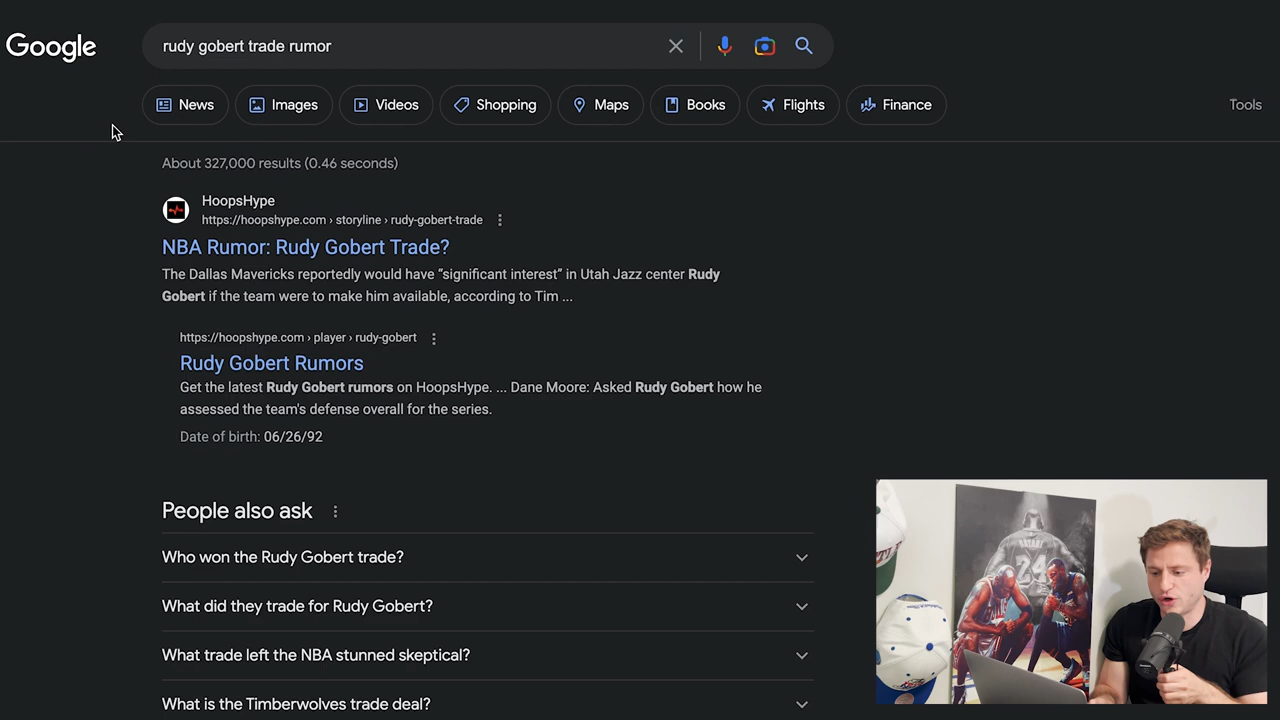 Google
rudy gobert trade rumor
News
Images
Videos
Shopping
Maps
Books
Flights
Finance
Tools
About 327,000 results (0.46 seconds)
HoopsHype
https://hoopshype.com › storyline › rudy-gobert-trade
NBA Rumor: Rudy Gobert Trade?
The Dallas Mavericks reportedly would have “significant interest” in Utah Jazz center Rudy
Gobert if the team were to make him available, according to Tim ...
https://hoopshype.com › player › rudy-gobert
Rudy Gobert Rumors
Get the latest Rudy Gobert rumors on HoopsHype. ... Dane Moore: Asked Rudy Gobert how he
assessed the team's defense overall for the series.
Date of birth: 06/26/92
People also ask
Who won the Rudy Gobert trade?
What did they trade for Rudy Gobert?
What trade left the NBA stunned skeptical?
What is the Timberwolves trade deal?
BRYANT
24